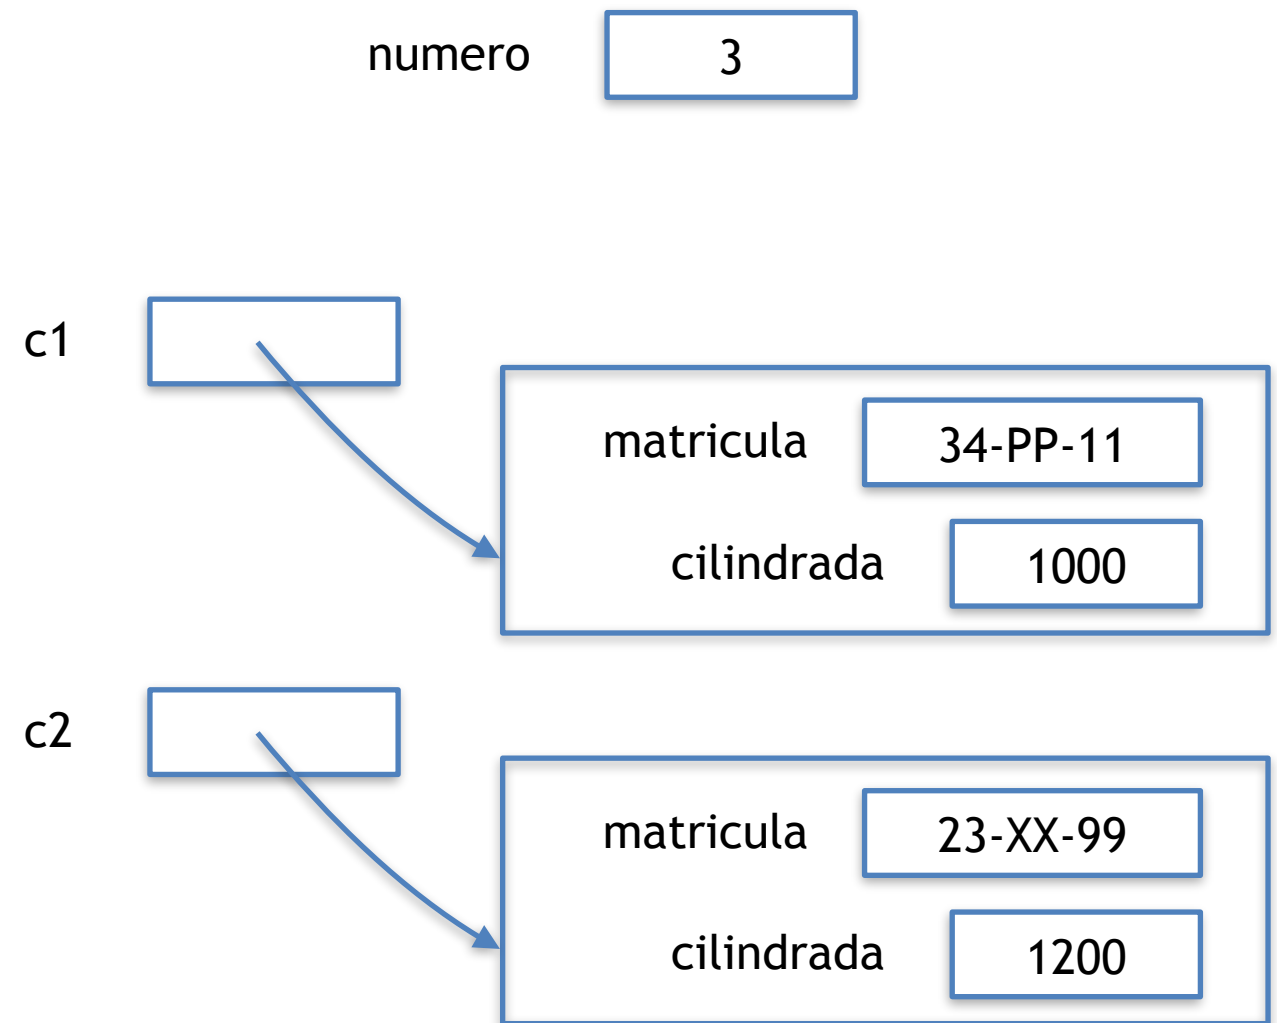 numero 3
c1
matricula 34-PP-11
cilindrada 1000
c2
matricula 23-XX-99
cilindrada 1200